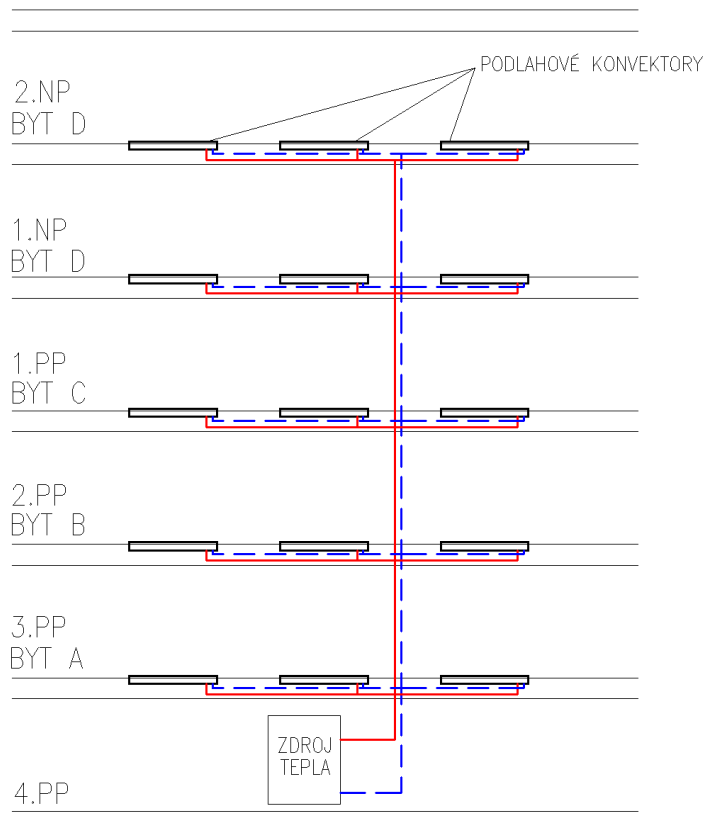 PODLAHOVÉ KONVEKTORY
2.NP
BYT D
1.NP
BYT D
1.PP
BYT C
2.PP
BYT B
3.PP
BYT A
ZDROJ
TEPLA
4.PP